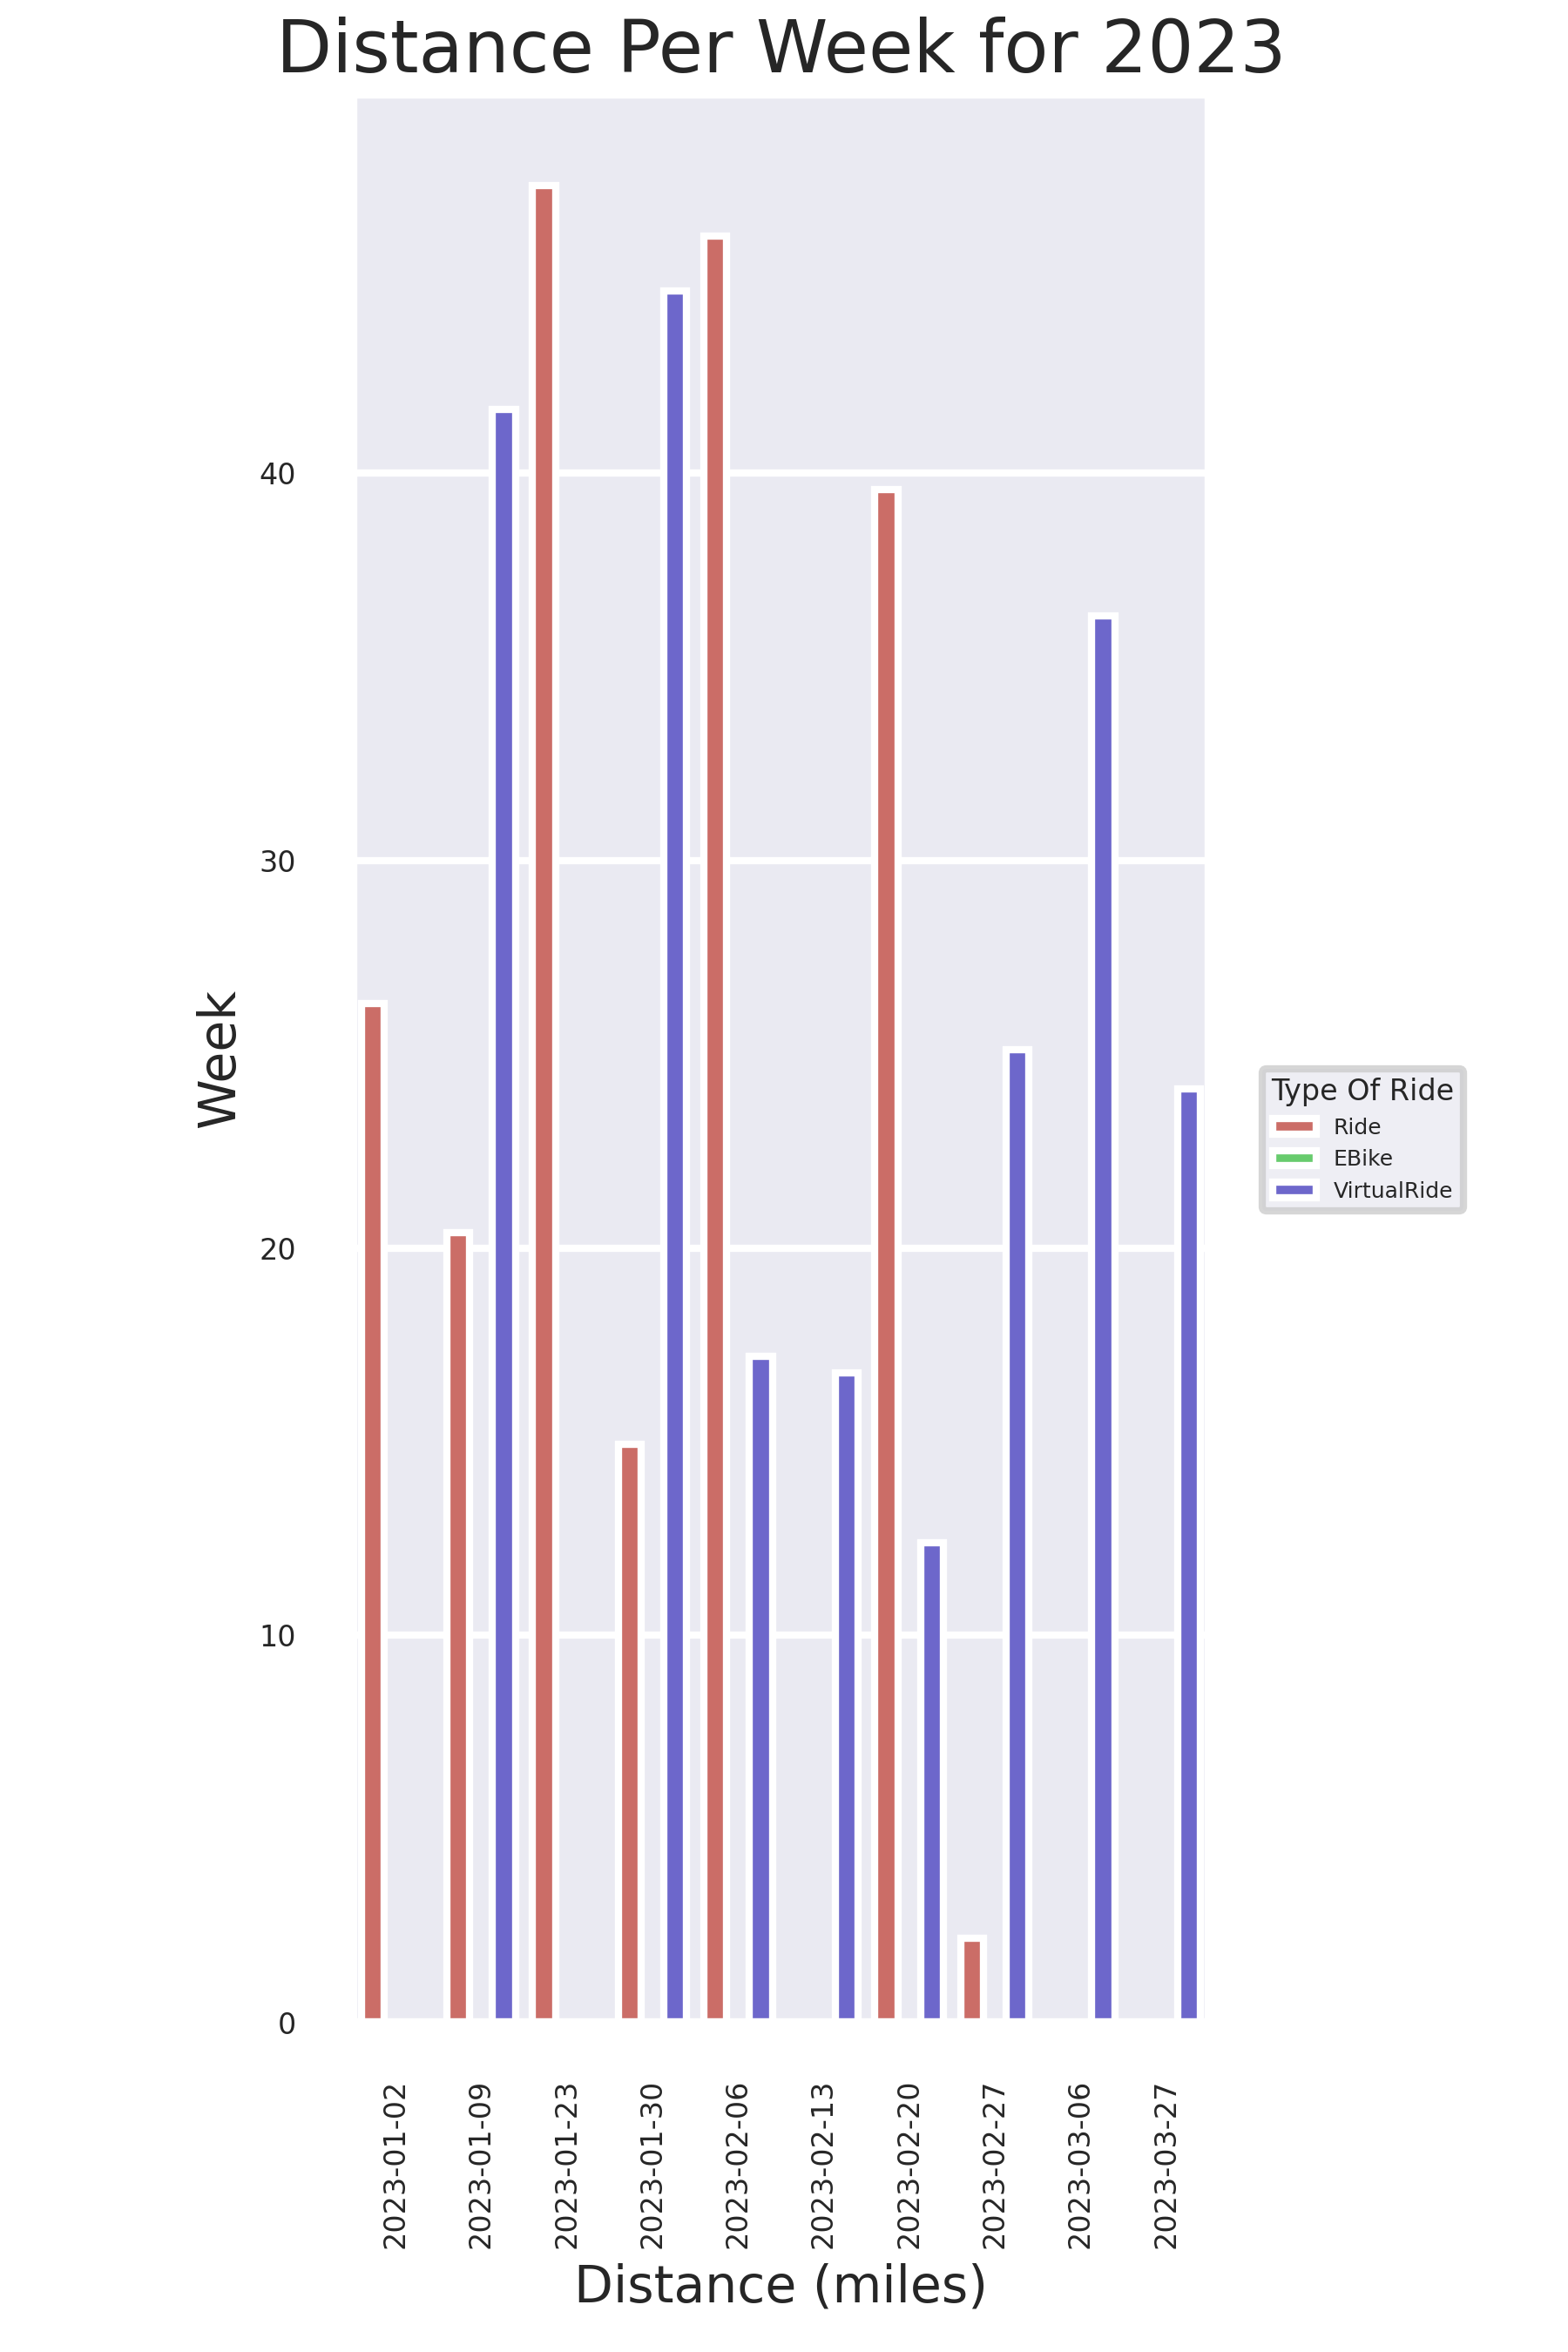 Distance Per Week for 2023
40
30
20
10
0
Week
Type Of Ride
Ride
EBike
VirtualRide
2023-01-02
2023-01-09
2023-01-23
2023-01-30
2023-02-06
2023-02-13
2023-02-20
2023-02-27
2023-03-06
2023-03-27
Distance (miles)